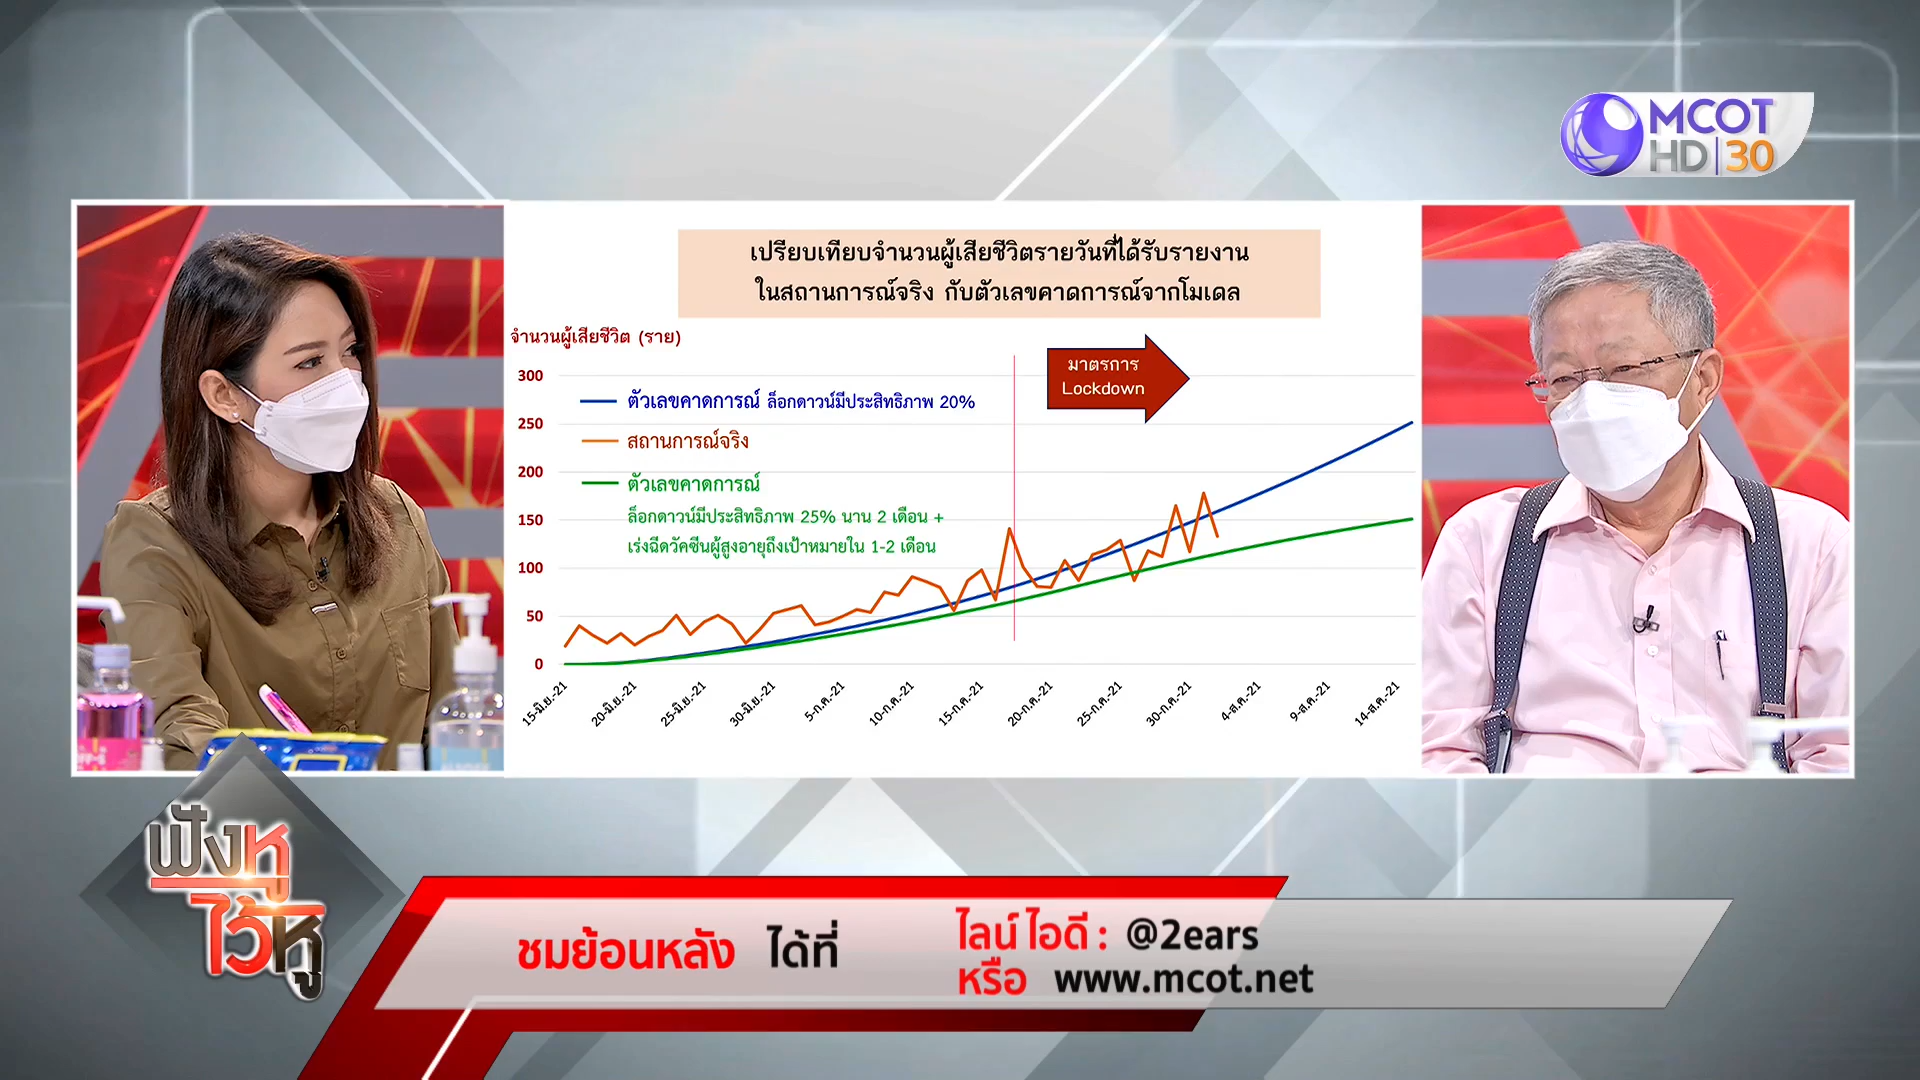 MCOT
HD 30
เปรียบเทียบจำนวนผู้เสียชีวิตรายวันที่ได้รับรายงาน
ในสถานการณ์จริง กับตัวเลขคาดการณ์จากโมเดล
จำนวนผู้เสียชีวิต (ราย)
มาตรการ
Lockdown
300
250
200
150
100
50
0
ตัวเลขคาดการณ์ ล็อกดาวน์มีประสิทธิภาพ 20%
สถานการณ์จริง
ตัวเลขคาดการณ์
ล็อกดาวน์มีประสิทธิภาพ 25% นาน 2 เดือน +
เร่งฉีดวัคซีนผู้สูงอายุถึงเป้าหมายใน 1-2 เดือน
15-มิ.ย.-21
20-มิ.ย.-21
25-มิ.ย.-21
30-มิ.ย.-21
5-ก.ค.-21
10-ก.ค.-21
15-ก.ค.-21
20-ก.ค.-21
25-ก.ค.-21
30-ก.ค.-21
4-ส.ค.-21
9-ส.ค.-21
14-ส.ค.-21
ฟังหู
ไว้หู
ชมย้อนหลัง ได้ที่
ไลน์ ไอดี : @2ears
หรือ www.mcot.net